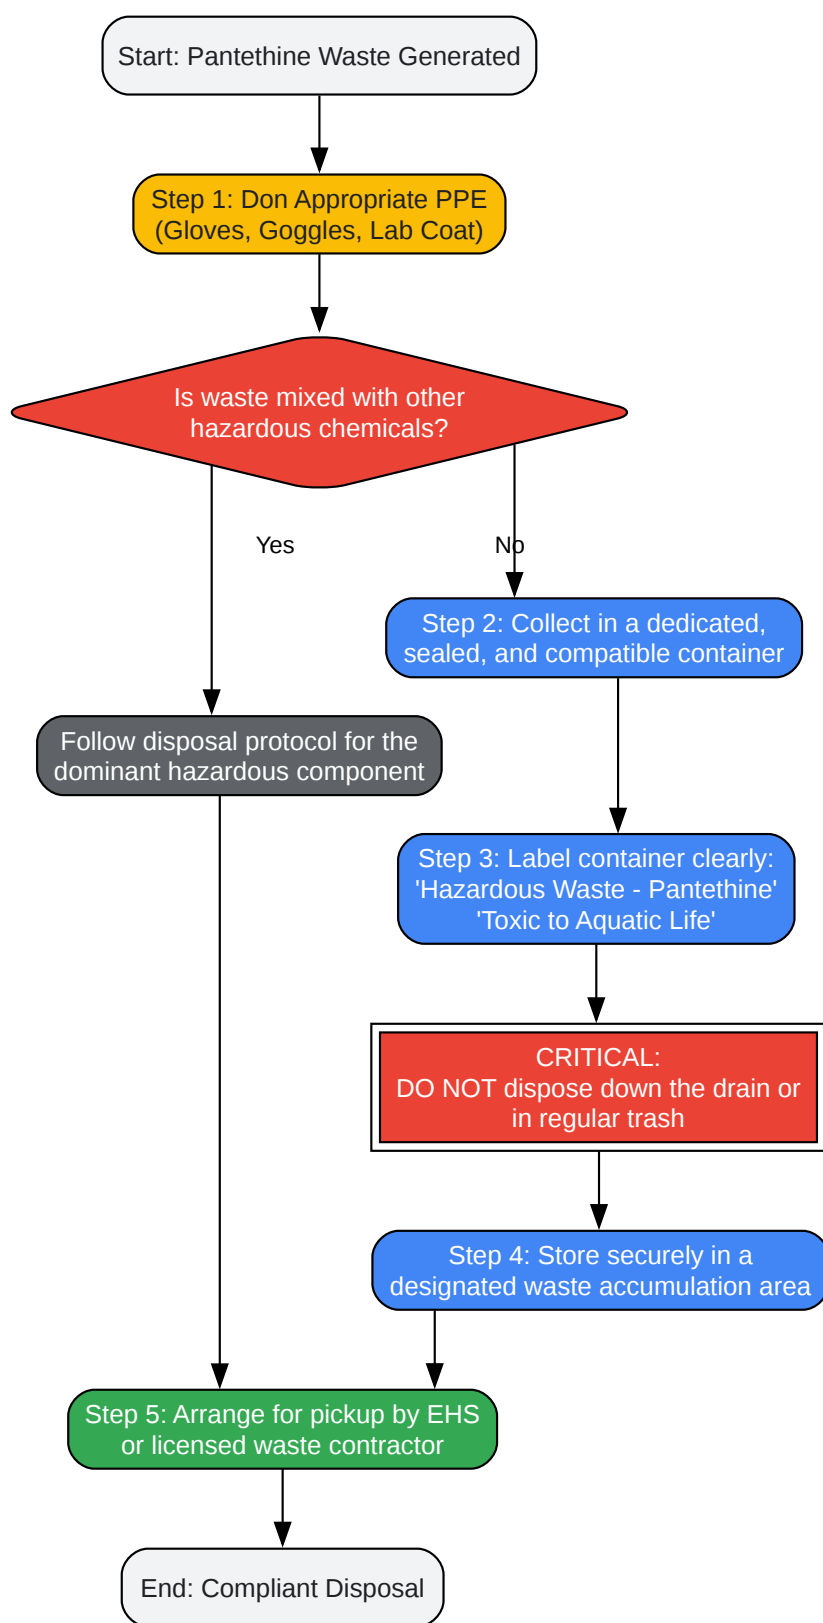 Start: Pantethine Waste Generated
Step 1: Don Appropriate PPE
(Gloves, Goggles, Lab Coat)
Is waste mixed with other
hazardous chemicals?
Yes
No
Step 2: Collect in a dedicated,
sealed, and compatible container
Follow disposal protocol for the
dominant hazardous component
Step 3: Label container clearly:
'Hazardous Waste - Pantethine'
'Toxic to Aquatic Life'
CRITICAL:
DO NOT dispose down the drain or
in regular trash
Step 4: Store securely in a
designated waste accumulation area
Step 5: Arrange for pickup by EHS
or licensed waste contractor
End: Compliant Disposal